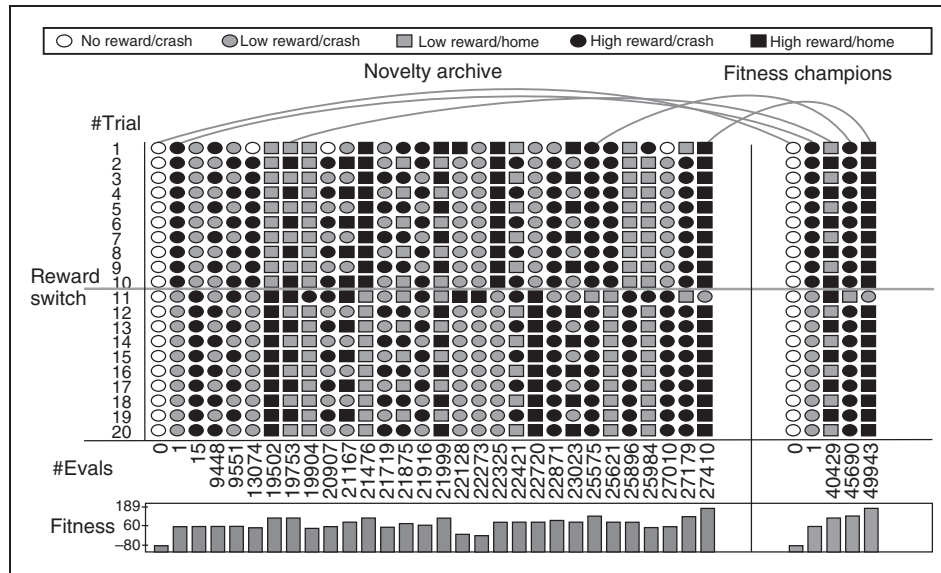 No reward/crash Low reward/crash Low reward/home High reward/crash High reward/home
Novelty archive Fitness champions
#Trial
1
2
3
4
5
6
7
8
9
10
Reward
switch
11
12
13
14
15
16
17
18
19
20
#Evals
0 1 15 9448 9551 13074 19502 19753 19904 20907 21167 21476 21719 21875 21916 21999 22128 22273 22325 22421 22720 22871 23023 25575 25621 25896 25984 27010 27179 27410 0 1 40429 45690 49943
Fitness
189
60
–80